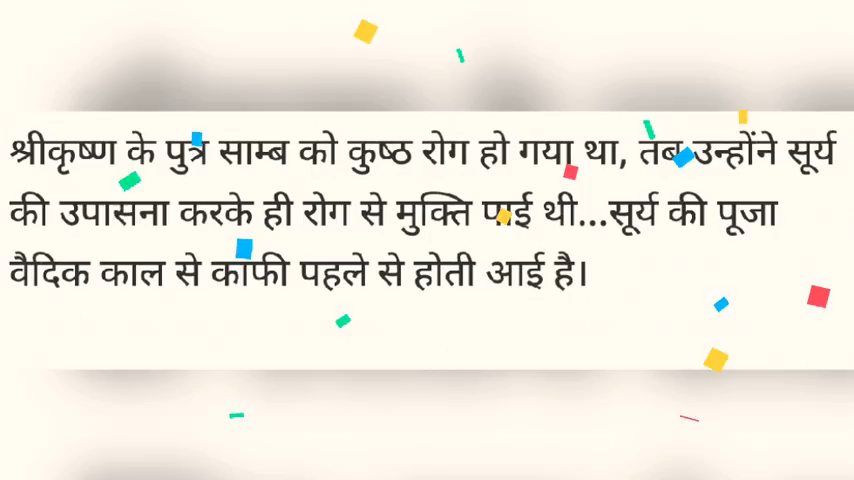 श्रीकृष्ण के पुत्र साम्ब को कुष्ठ रोग हो गया था, तब उन्होंने सूर्य
की उपासना करके ही रोग से मुक्ति पाई थी...सूर्य की पूजा
वैदिक काल से काफी पहले से होती आई है।